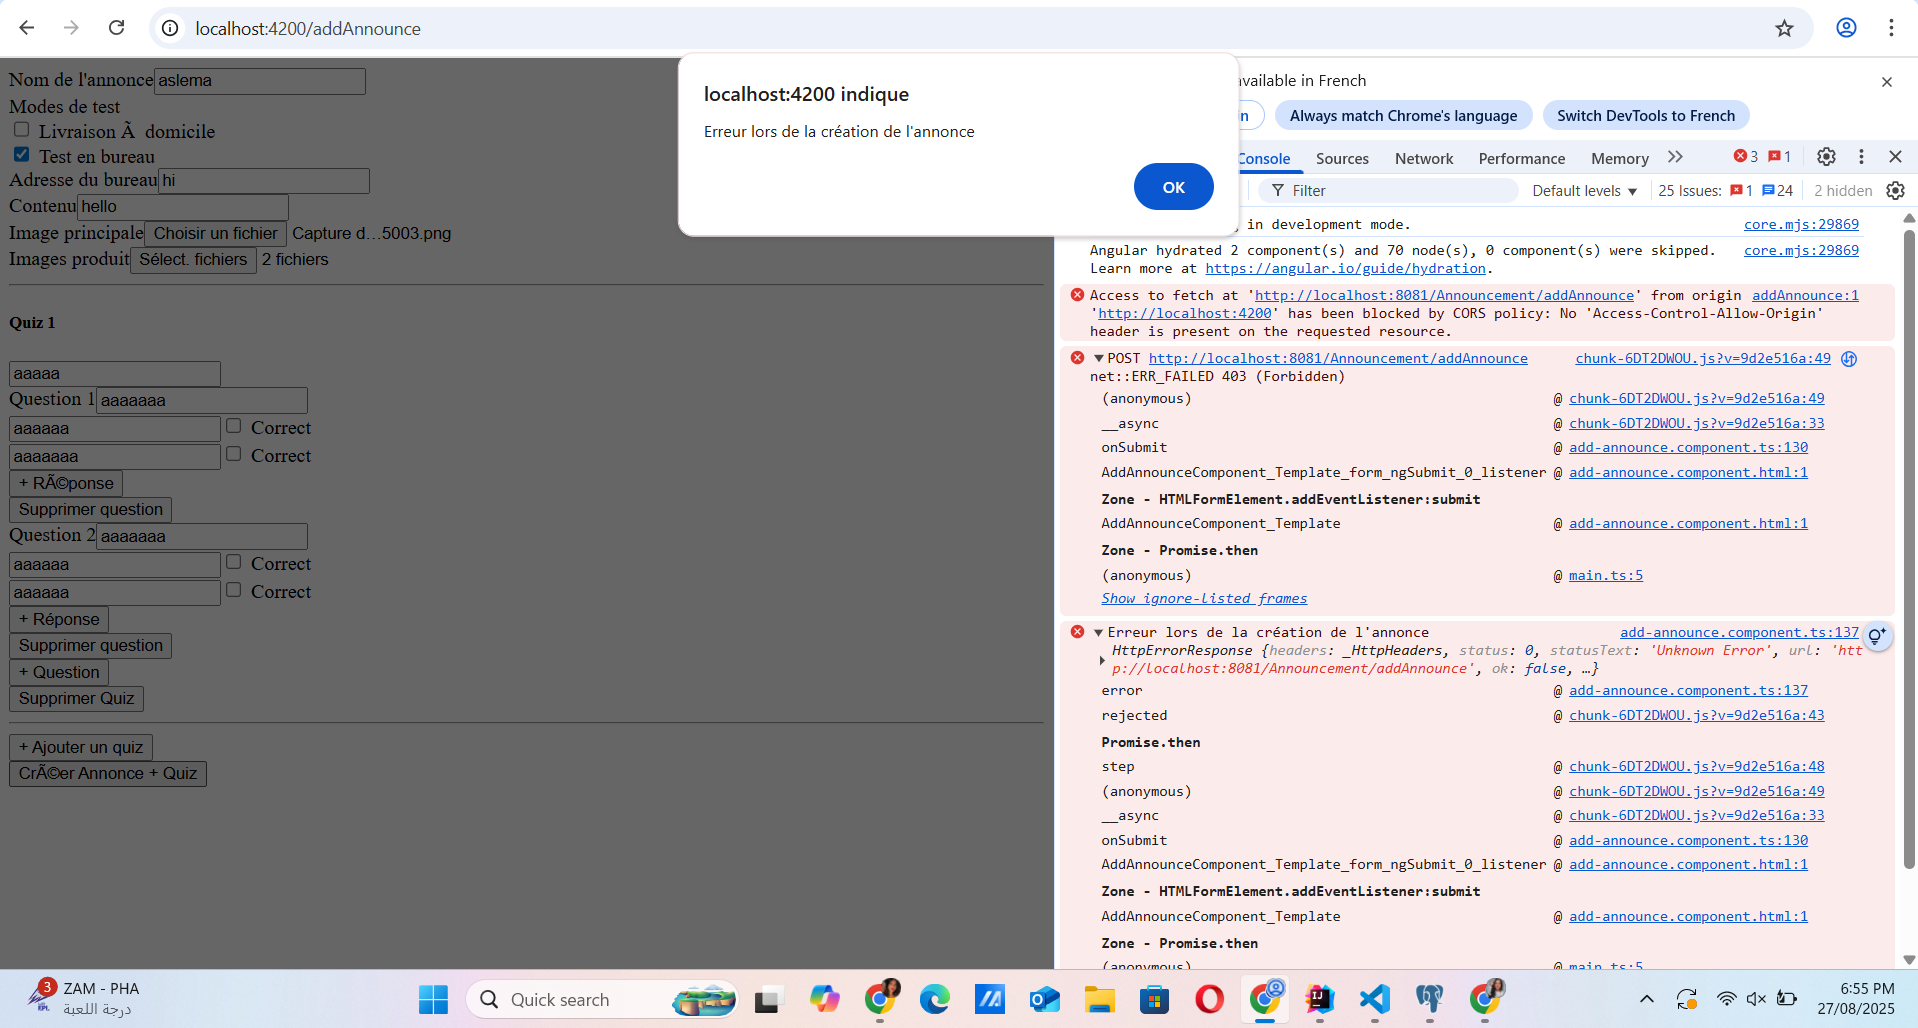 localhost:4200/addAnnounce
Nom de l'annonce aslema
Modes de test
Livraison Ã  domicile
Test en bureau
Adresse du bureau hi
Contenu hello
Image principale Choisir un fichier Capture d...5003.png
Images produit Sélect. fichiers 2 fichiers
Quiz 1
aaaaa
Question 1 aaaaaaa
aaaaaa Correct
aaaaaaa Correct
+ RÃ©ponse
Supprimer question
Question 2 aaaaaaa
aaaaaa Correct
aaaaaa Correct
+ Réponse
Supprimer question
+ Question
Supprimer Quiz
+ Ajouter un quiz
CrÃ©er Annonce + Quiz
localhost:4200 indique
Erreur lors de la création de l'annonce
OK
available in French
Always match Chrome's language Switch DevTools to French
Console Sources Network Performance Memory 3 1
Filter Default levels 25 Issues: 1 24 2 hidden
in development mode. core.mjs:29869
Angular hydrated 2 component(s) and 70 node(s), 0 component(s) were skipped. core.mjs:29869
Learn more at https://angular.io/guide/hydration.
Access to fetch at 'http://localhost:8081/Announcement/addAnnounce' from origin addAnnounce:1
'http://localhost:4200' has been blocked by CORS policy: No 'Access-Control-Allow-Origin'
header is present on the requested resource.
POST http://localhost:8081/Announcement/addAnnounce chunk-6DT2DWOU.js?v=9d2e516a:49
net::ERR_FAILED 403 (Forbidden)
(anonymous) @ chunk-6DT2DWOU.js?v=9d2e516a:49
__async @ chunk-6DT2DWOU.js?v=9d2e516a:33
onSubmit @ add-announce.component.ts:130
AddAnnounceComponent_Template_form_ngSubmit_0_listener @ add-announce.component.html:1
Zone - HTMLFormElement.addEventListener:submit
AddAnnounceComponent_Template @ add-announce.component.html:1
Zone - Promise.then
(anonymous) @ main.ts:5
Show ignore-listed frames
Erreur lors de la création de l'annonce add-announce.component.ts:137
HttpErrorResponse {headers: _HttpHeaders, status: 0, statusText: 'Unknown Error', url: 'htt
p://localhost:8081/Announcement/addAnnounce', ok: false, …}
error @ add-announce.component.ts:137
rejected @ chunk-6DT2DWOU.js?v=9d2e516a:43
Promise.then
step @ chunk-6DT2DWOU.js?v=9d2e516a:48
(anonymous) @ chunk-6DT2DWOU.js?v=9d2e516a:49
__async @ chunk-6DT2DWOU.js?v=9d2e516a:33
onSubmit @ add-announce.component.ts:130
AddAnnounceComponent_Template_form_ngSubmit_0_listener @ add-announce.component.html:1
Zone - HTMLFormElement.addEventListener:submit
AddAnnounceComponent_Template @ add-announce.component.html:1
Zone - Promise.then
(anonymous) @ main.ts:5
3 ZAM - PHA
درجة اللعبة
Quick search
6:55 PM
27/08/2025